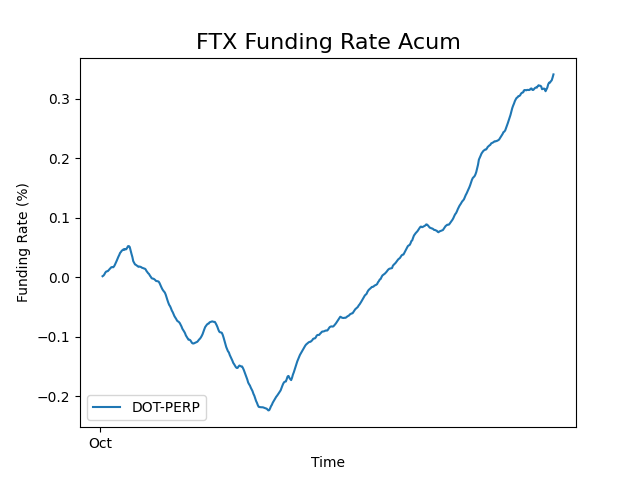 FTX Funding Rate Acum
Funding Rate (%)
0.3
0.2
0.1
0.0
−0.1
−0.2
DOT-PERP
Oct
Time